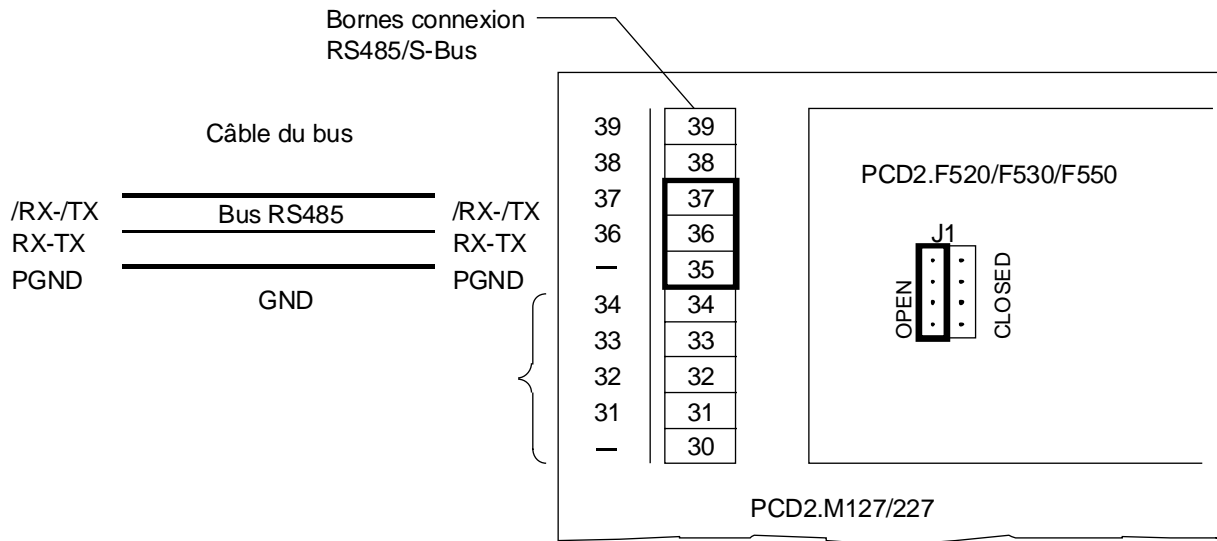 Bornes connexion
RS485/S-Bus
Câble du bus
/RX-/TX
RX-TX
PGND
Bus RS485
GND
/RX-/TX
RX-TX
PGND
39 39
38 38
37 37
36 36
— 35
34 34
33 33
32 32
31 31
— 30
PCD2.F520/F530/F550
J1
OPEN
CLOSED
PCD2.M127/227